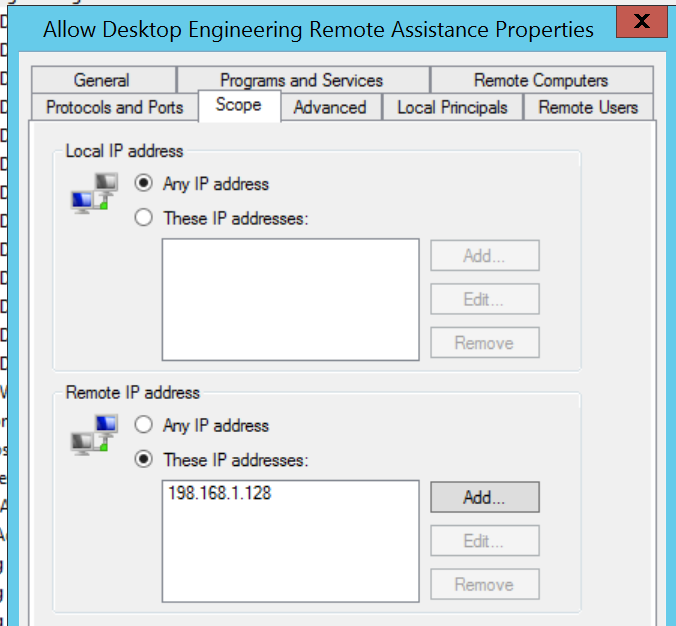 Allow Desktop Engineering Remote Assistance Properties
X
General Programs and Services Remote Computers
Protocols and Ports Scope Advanced Local Principals Remote Users
Local IP address
Any IP address
These IP addresses:
Add...
Edit...
Remove
Remote IP address
Any IP address
These IP addresses:
198.168.1.128
Add...
Edit...
Remove